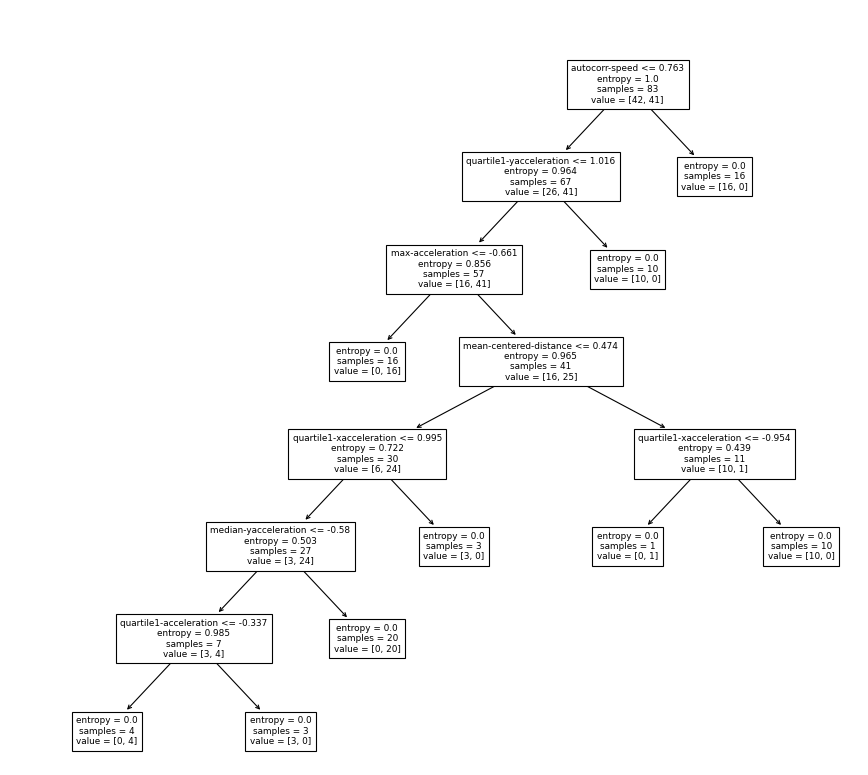 autocorr-speed <= 0.763
entropy = 1.0
samples = 83
value = [42, 41]
quartile1-yacceleration <= 1.016
entropy = 0.964
samples = 67
value = [26, 41]
entropy = 0.0
samples = 16
value = [16, 0]
max-acceleration <= -0.661
entropy = 0.856
samples = 57
value = [16, 41]
entropy = 0.0
samples = 10
value = [10, 0]
entropy = 0.0
samples = 16
value = [0, 16]
mean-centered-distance <= 0.474
entropy = 0.965
samples = 41
value = [16, 25]
quartile1-xacceleration <= 0.995
entropy = 0.722
samples = 30
value = [6, 24]
quartile1-xacceleration <= -0.954
entropy = 0.439
samples = 11
value = [10, 1]
median-yacceleration <= -0.58
entropy = 0.503
samples = 27
value = [3, 24]
entropy = 0.0
samples = 3
value = [3, 0]
entropy = 0.0
samples = 1
value = [0, 1]
entropy = 0.0
samples = 10
value = [10, 0]
quartile1-acceleration <= -0.337
entropy = 0.985
samples = 7
value = [3, 4]
entropy = 0.0
samples = 20
value = [0, 20]
entropy = 0.0
samples = 4
value = [0, 4]
entropy = 0.0
samples = 3
value = [3, 0]